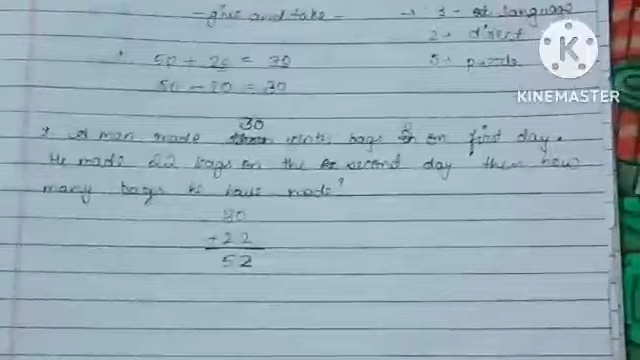 - give and take -
→ 1 - language
2. direct
3. puzzle
KINEMASTER
50 + 20 = 70
50 - 20 = 30
30
A man made bags on first day.
He made 22 bags on the second day then how
many bags he have made?
30
+ 22
52